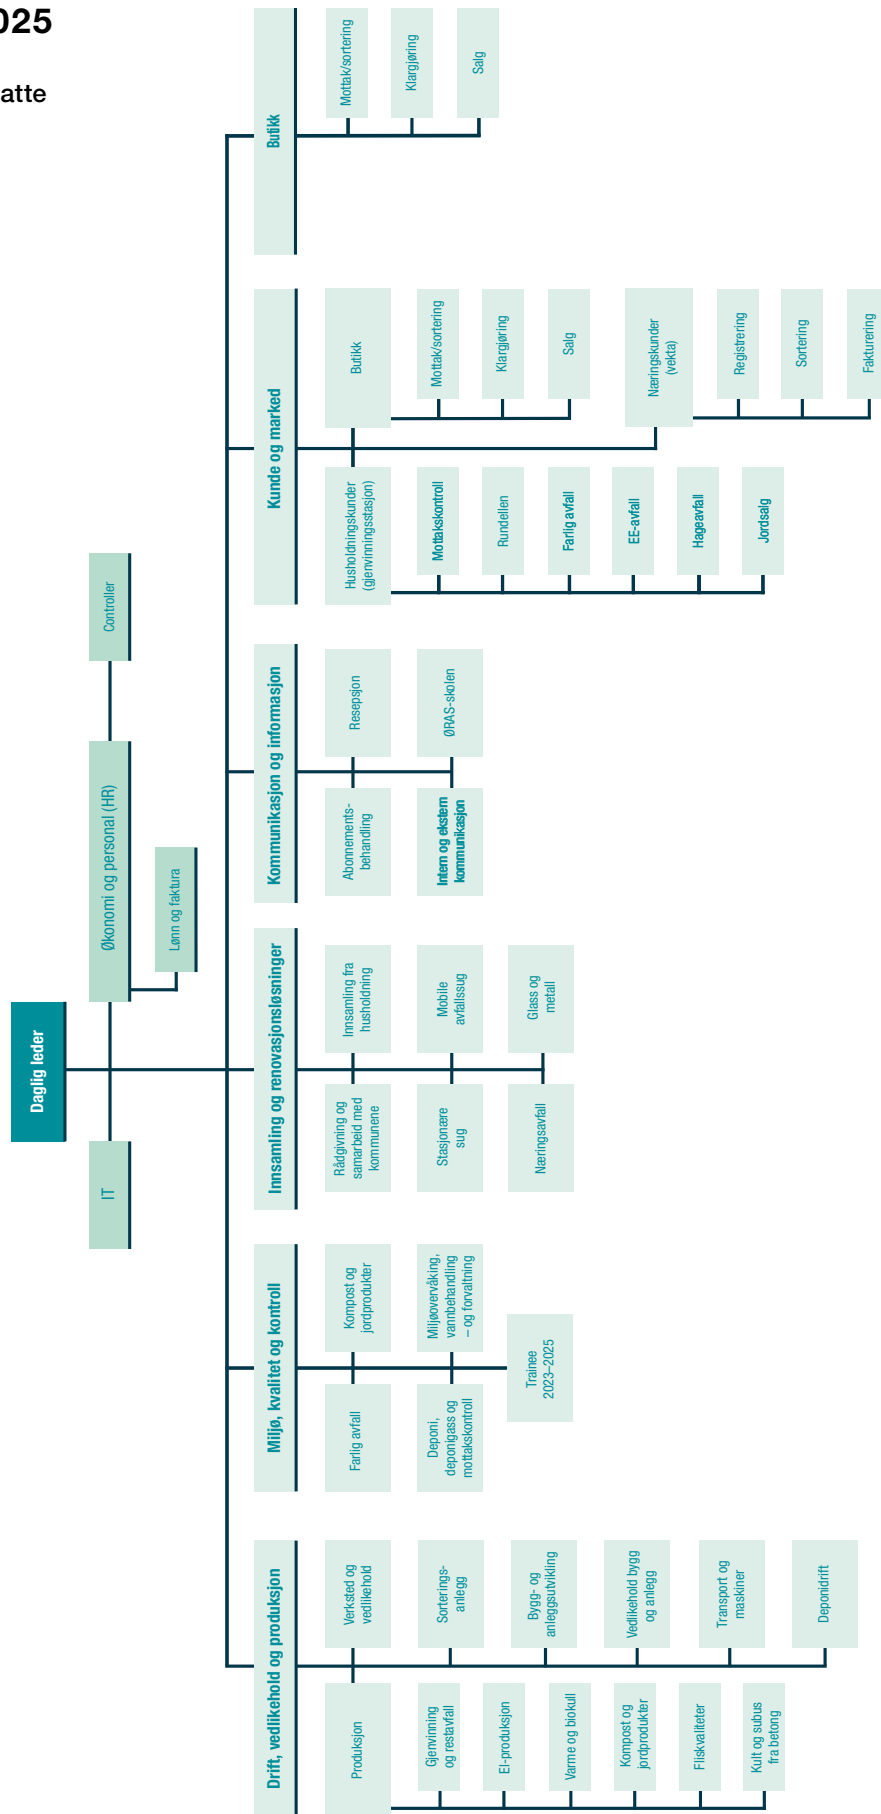 025
atte
Daglig leder
IT
Økonomi og personal (HR)
Controller
Lønn og faktura
Drift, vedlikehold og produksjon
Produksjon
Verksted og
vedlikehold
Gjenvinning
og restavfall
El-produksjon
Varme og biokull
Kompost og
jordprodukter
Fliskvaliteter
Kult og subus
fra betong
Sorterings-
anlegg
Bygg- og
anleggsutvikling
Vedlikehold bygg
og anlegg
Transport og
maskiner
Deponidrift
Miljø, kvalitet og kontroll
Farlig avfall
Kompost og
jordprodukter
Deponi,
deponigass og
mottakskontroll
Miljøovervåking,
vannbehandling
– og forvaltning
Trainee
2023–2025
Innsamling og renovasjonsløsninger
Rådgivning og
samarbeid med
kommunene
Innsamling fra
husholdning
Stasjonære
sug
Mobile
avfallssug
Næringsavfall
Glass og
metall
Kommunikasjon og informasjon
Abonnements-
behandling
Resepsjon
Intern og ekstern
kommunikasjon
ØRAS-skolen
Kunde og marked
Husholdningskunder
(gjenvinningsstasjon)
Mottakskontroll
Rundellen
Farlig avfall
EE-avfall
Hageavfall
Jordsalg
Butikk
Mottak/sortering
Klargjøring
Salg
Næringskunder
(vekta)
Registrering
Sortering
Fakturering
Butikk
Mottak/sortering
Klargjøring
Salg